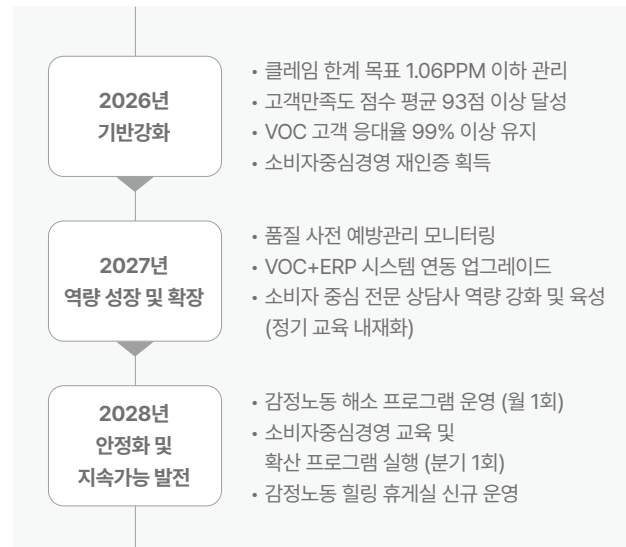 2026년
기반강화
• 클레임 한계 목표 1.06PPM 이하 관리
• 고객만족도 점수 평균 93점 이상 달성
• VOC 고객 응대율 99% 이상 유지
• 소비자중심경영 재인증 획득
2027년
역량 성장 및 확장
• 품질 사전 예방관리 모니터링
• VOC+ERP 시스템 연동 업그레이드
• 소비자 중심 전문 상담사 역량 강화 및 육성
(정기 교육 내재화)
2028년
안정화 및
지속가능 발전
• 감정노동 해소 프로그램 운영 (월 1회)
• 소비자중심경영 교육 및
확산 프로그램 실행 (분기 1회)
• 감정노동 힐링 휴게실 신규 운영